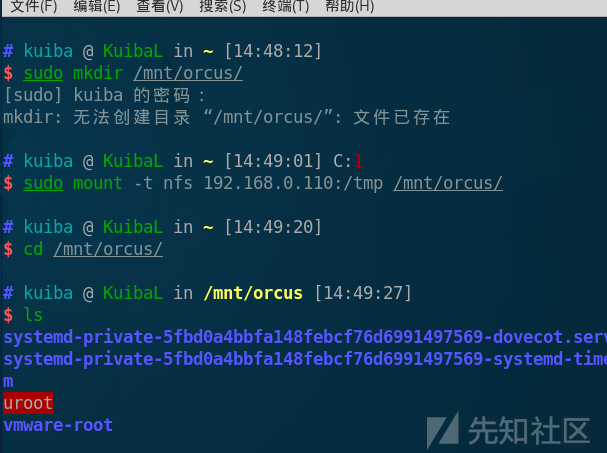 文件(F) 编辑(E) 查看(V) 搜索(S) 终端(T) 帮助(H)
# kuiba @ KuibaL in ~ [14:48:12]
$ sudo mkdir /mnt/orcus/
[sudo] kuiba 的密码：
mkdir: 无法创建目录 “/mnt/orcus/”: 文件已存在
# kuiba @ KuibaL in ~ [14:49:01] C:1
$ sudo mount -t nfs 192.168.0.110:/tmp /mnt/orcus/
# kuiba @ KuibaL in ~ [14:49:20]
$ cd /mnt/orcus/
# kuiba @ KuibaL in /mnt/orcus [14:49:27]
$ ls
systemd-private-5fbd0a4bbfa148febcf76d6991497569-dovecot.serv
systemd-private-5fbd0a4bbfa148febcf76d6991497569-systemd-time
m
uroot
vmware-root
先知社区